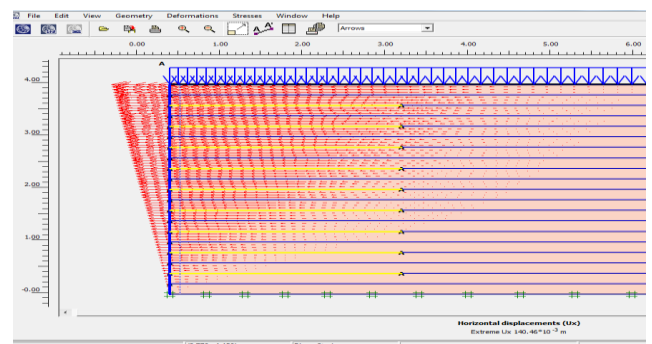 File Edit View Geometry Deformations Stresses Window Help
Arrows
0.00 1.00 2.00 3.00 4.00 5.00 6.00
A
4.00
3.00
2.00
1.00
-0.00
Horizontal displacements (Ux)
Extreme Ux 140.46*10 -3 m